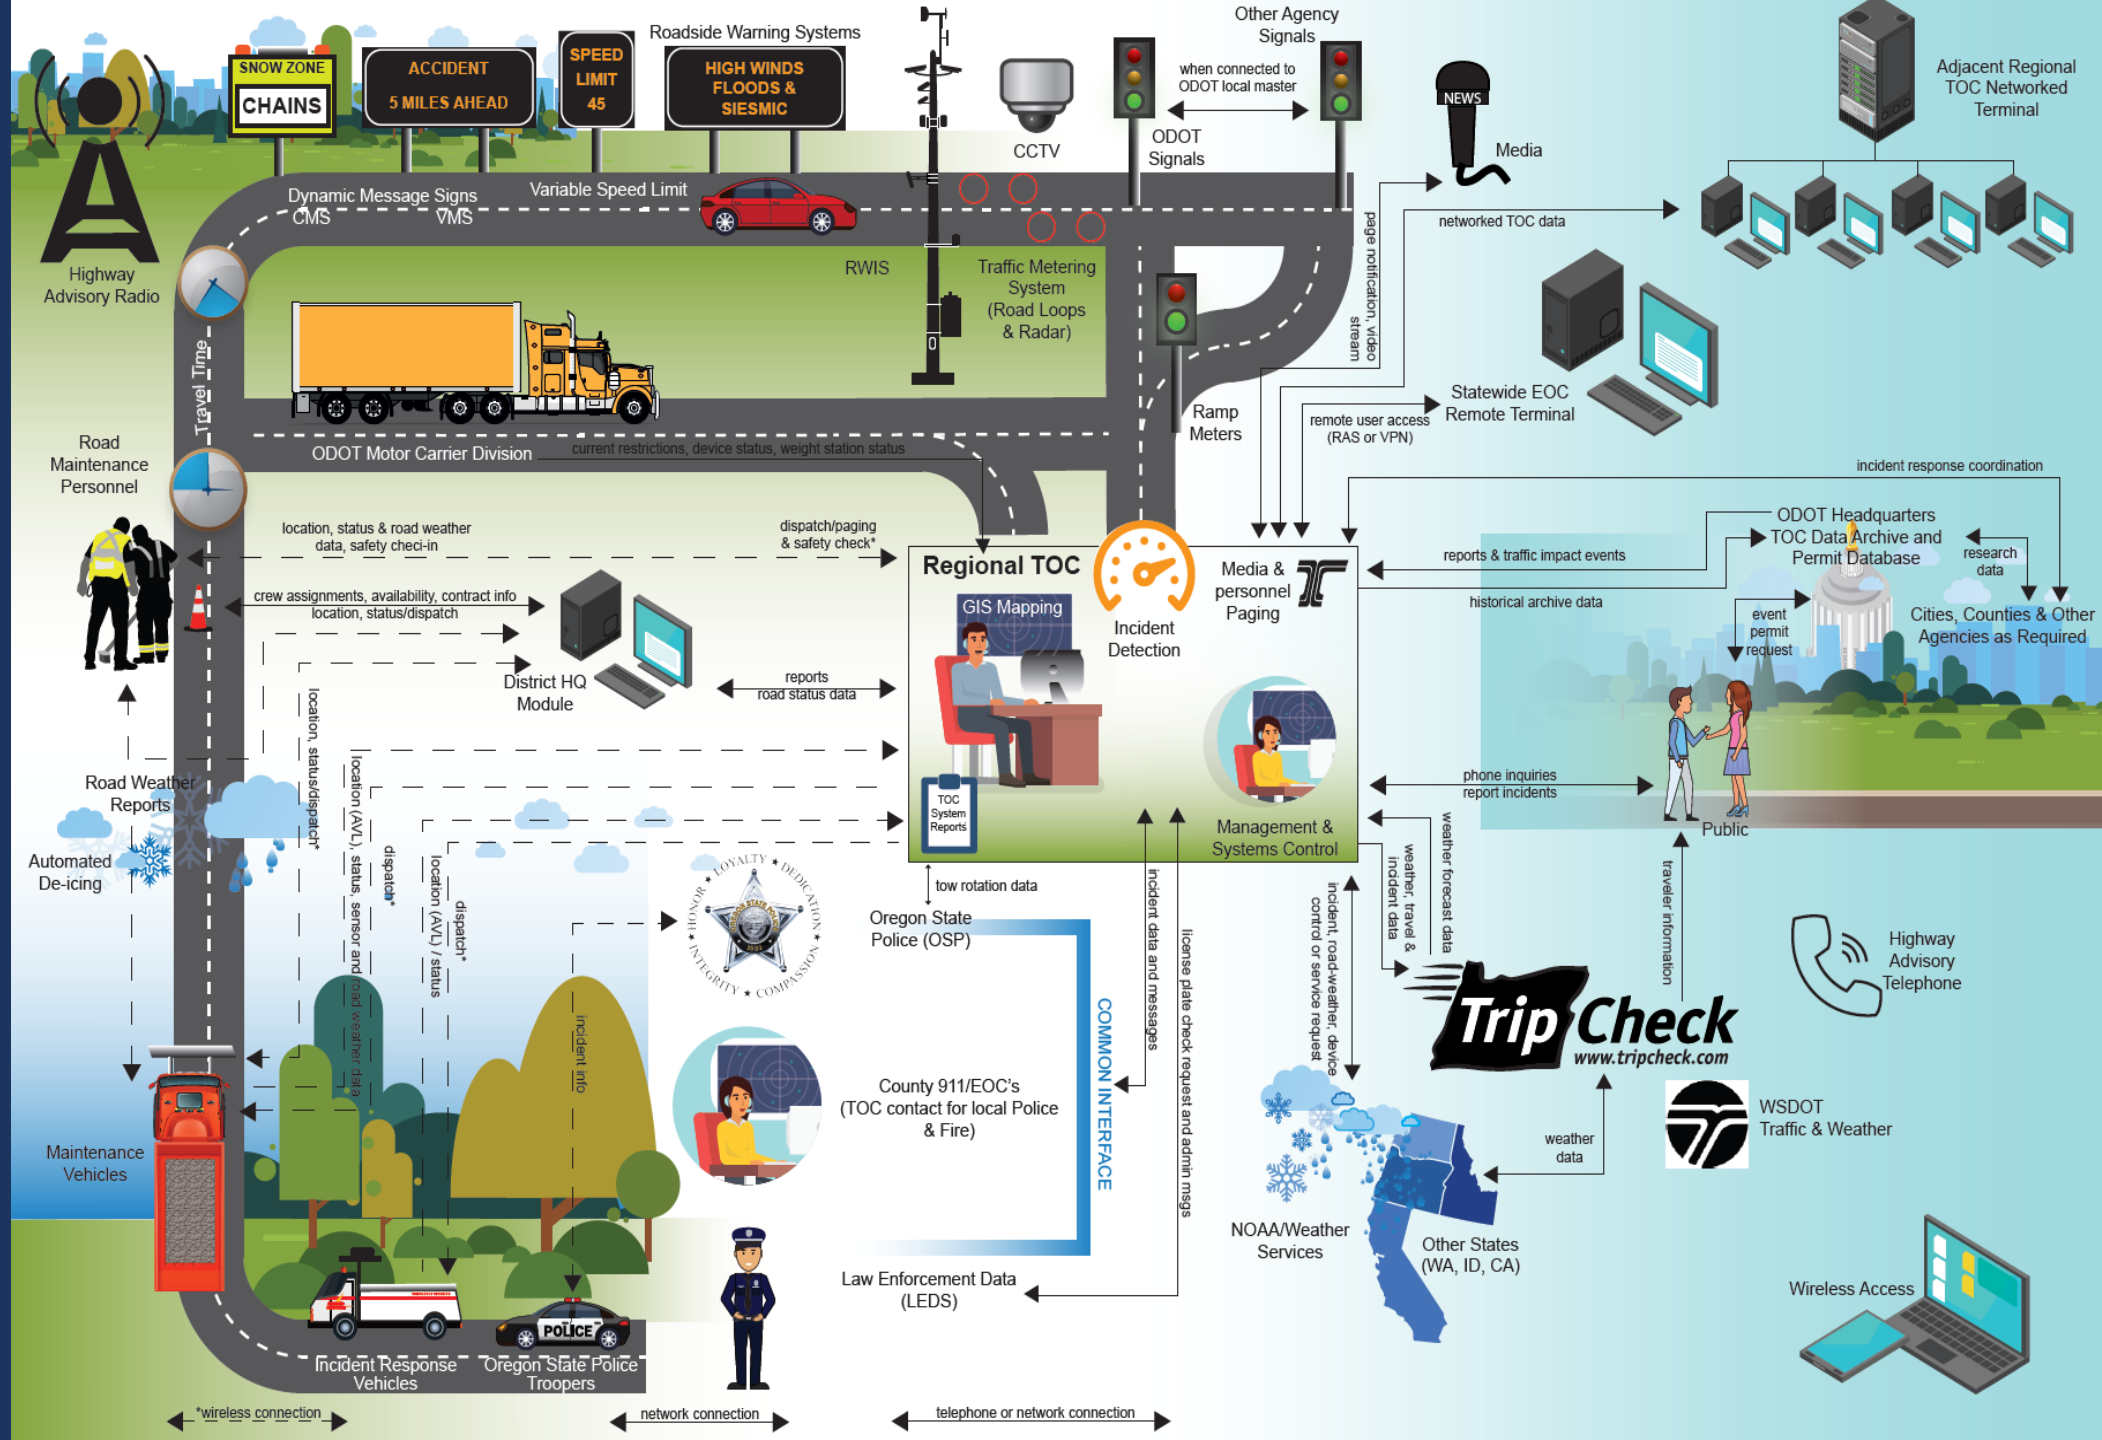 Roadside Warning Systems
Other Agency
Signals
SNOW ZONE
CHAINS
ACCIDENT
5 MILES AHEAD
SPEED
LIMIT
45
HIGH WINDS
FLOODS &
SIESMIC
when connected to
ODOT local master
CCTV
ODOT
Signals
NEWS
Media
Adjacent Regional
TOC Networked
Terminal
Dynamic Message Signs
CMS
VMS
Variable Speed Limit
networked TOC data
Highway
Advisory Radio
RWIS
Traffic Metering
System
(Road Loops
& Radar)
page notification, video
stream
Travel Time
Ramp
Meters
Statewide EOC
Remote Terminal
remote user access
(RAS or VPN)
Road
Maintenance
Personnel
ODOT Motor Carrier Division
current restrictions, device status, weight station status
incident response coordination
location, status & road weather
data, safety checi-in
dispatch/paging
& safety check*
Regional TOC
GIS Mapping
Incident
Detection
Media &
personnel
Paging
reports & traffic impact events
historical archive data
ODOT Headquarters
TOC Data Archive and
Permit Database
research
data
event
permit
request
Cities, Counties & Other
Agencies as Required
crew assignments, availability, contract info
location, status/dispatch
District HQ
Module
reports
road status data
location, status/dispatch*
location (AVL), status, sensor and road weather data
dispatch*
location (AVL) / status
dispatch*
Road Weather
Reports
Automated
De-icing
TOC
System
Reports
Management &
Systems Control
phone inquiries
report incidents
Public
tow rotation data
HONOR ★ LOYALTY ★ DEDICATION ★ COMPASSION ★ INTEGRITY ★
OREGON STATE POLICE
Oregon State
Police (OSP)
incident info
incident data and messages
license plate check request and admin msgs
incident, road-weather, device
control or service request
weather, travel &
incident data
weather forecast data
traveler information
Highway
Advisory
Telephone
Trip Check
www.tripcheck.com
COMMON INTERFACE
County 911/EOC's
(TOC contact for local Police
& Fire)
WSDOT
Traffic & Weather
weather
data
Maintenance
Vehicles
NOAA/Weather
Services
Other States
(WA, ID, CA)
Law Enforcement Data
(LEDS)
Wireless Access
POLICE
Incident Response
Vehicles
Oregon State Police
Troopers
*wireless connection
network connection
telephone or network connection